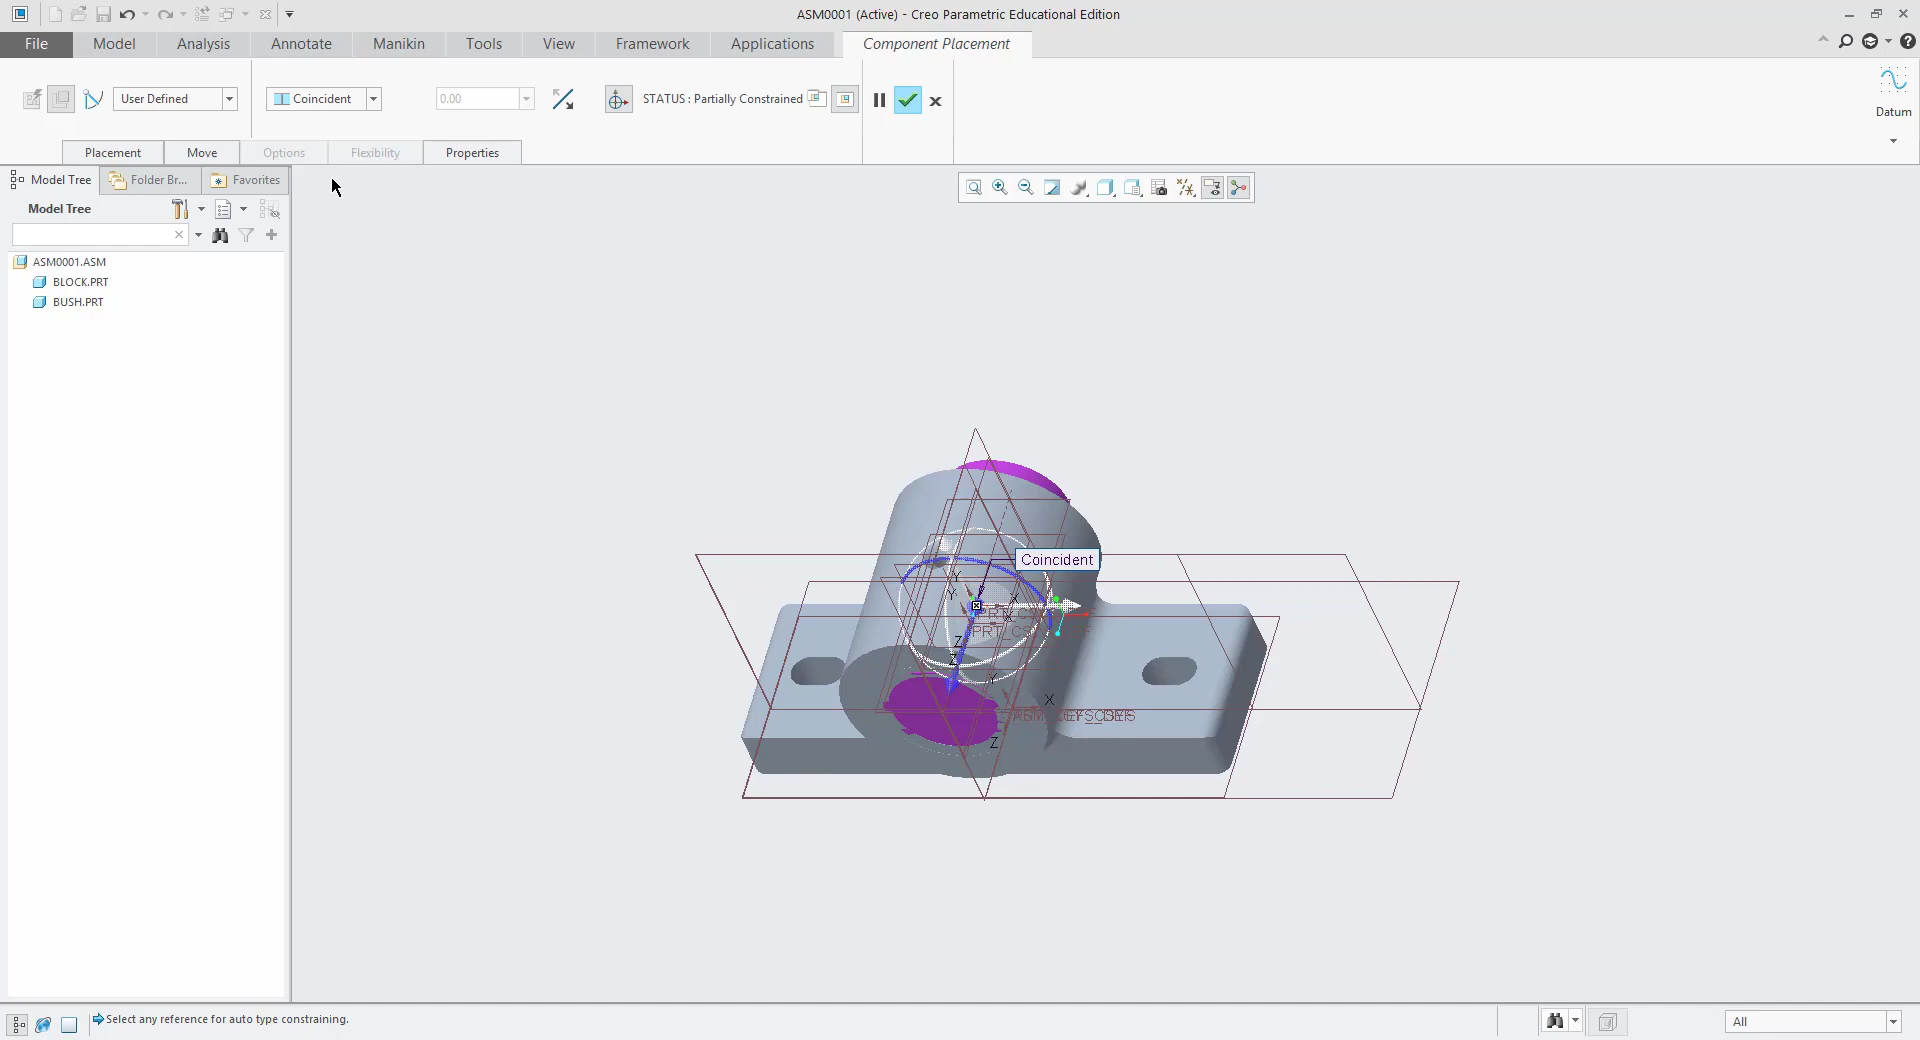 ASM0001 (Active) - Creo Parametric Educational Edition
File Model Analysis Annotate Manikin Tools View Framework Applications Component Placement
User Defined Coincident 0.00 STATUS : Partially Constrained
Datum
Placement Move Options Flexibility Properties
Model Tree Folder Br... Favorites
Model Tree
ASM0001.ASM
BLOCK.PRT
BUSH.PRT
Coincident
Y
Y
X
X
Z
Z
Y
X
Z
Select any reference for auto type constraining.
All